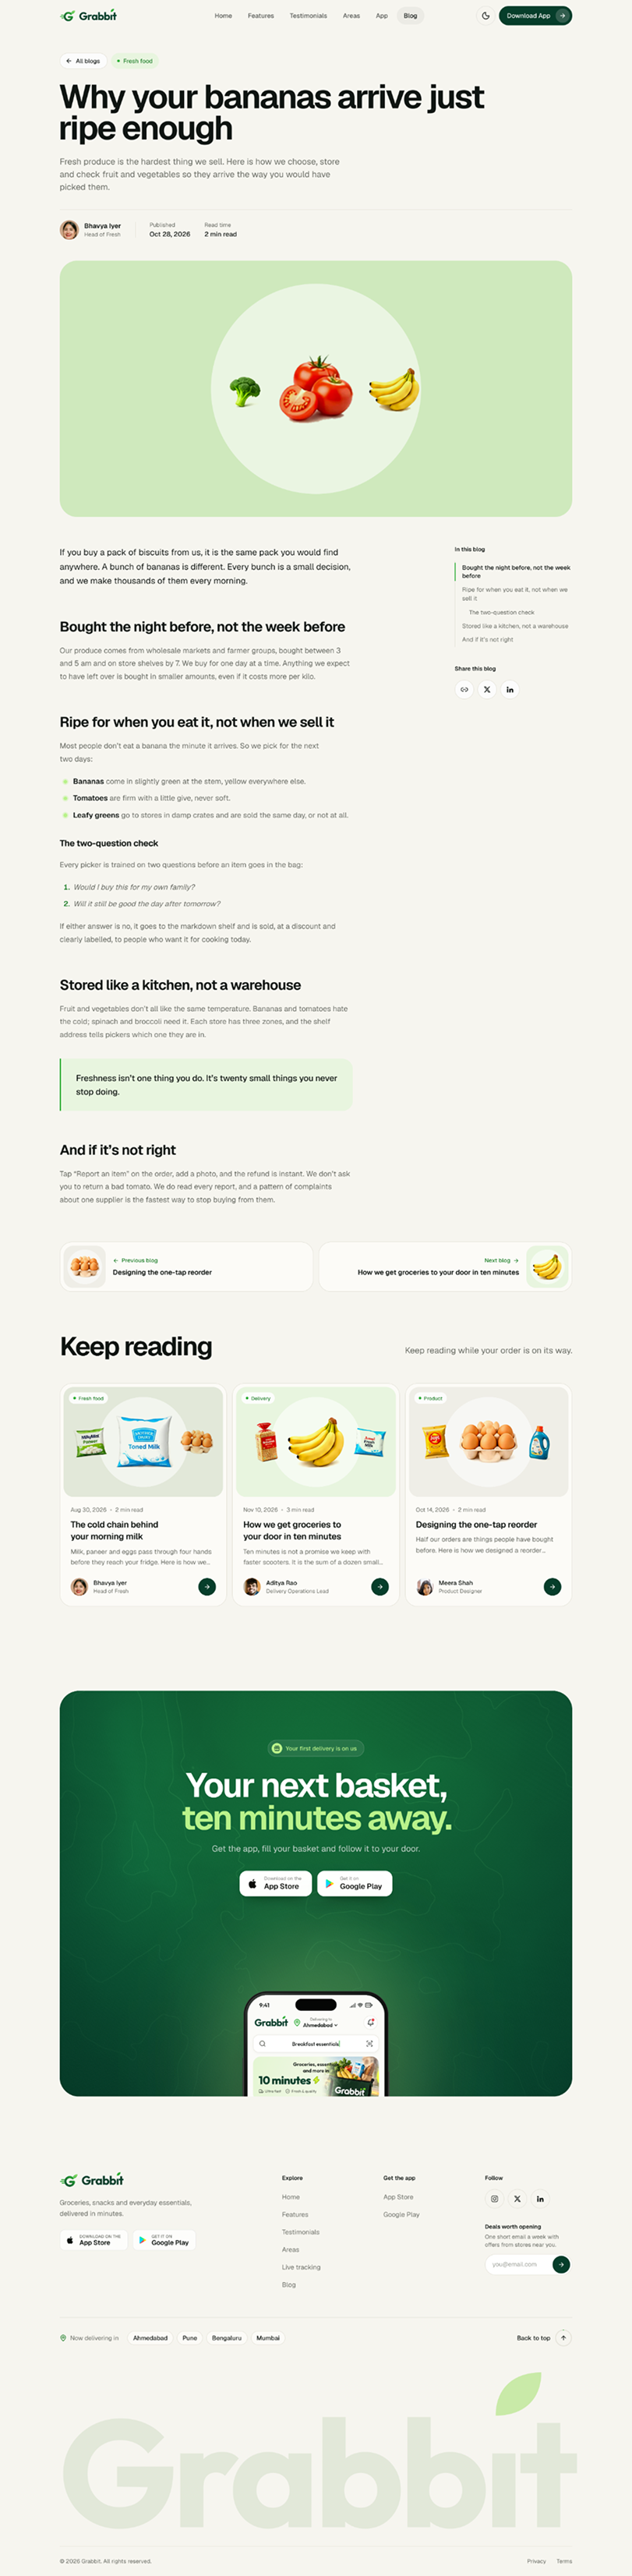 Grabbit
Home
Features
Testimonials
Areas
App
Blog
Download App
All blogs
Fresh food
Why your bananas arrive just
ripe enough
Fresh produce is the hardest thing we sell. Here is how we choose, store
and check fruit and vegetables so they arrive the way you would have
picked them.
Bhavya Iyer
Head of Fresh
Published
Oct 28, 2026
Read time
2 min read
If you buy a pack of biscuits from us, it is the same pack you would find
anywhere. A bunch of bananas is different. Every bunch is a small decision,
and we make thousands of them every morning.
In this blog
Bought the night before, not the week
before
Ripe for when you eat it, not when we
sell it
The two-question check
Stored like a kitchen, not a warehouse
And if it's not right
Share this blog
Bought the night before, not the week before
Our produce comes from wholesale markets and farmer groups, bought between 3
and 5 am and on store shelves by 7. We buy for one day at a time. Anything we expect
to have left over is bought in smaller amounts, even if it costs more per kilo.
Ripe for when you eat it, not when we sell it
Most people don't eat a banana the minute it arrives. So we pick for the next
two days:
Bananas come in slightly green at the stem, yellow everywhere else.
Tomatoes are firm with a little give, never soft.
Leafy greens go to stores in damp crates and are sold the same day, or not at all.
The two-question check
Every picker is trained on two questions before an item goes in the bag:
1. Would I buy this for my own family?
2. Will it still be good the day after tomorrow?
If either answer is no, it goes to the markdown shelf and is sold, at a discount and
clearly labelled, to people who want it for cooking today.
Stored like a kitchen, not a warehouse
Fruit and vegetables don't all like the same temperature. Bananas and tomatoes hate
the cold; spinach and broccoli need it. Each store has three zones, and the shelf
address tells pickers which one they are in.
Freshness isn't one thing you do. It's twenty small things you never
stop doing.
And if it's not right
Tap “Report an item” on the order, add a photo, and the refund is instant. We don't ask
you to return a bad tomato. We do read every report, and a pattern of complaints
about one supplier is the fastest way to stop buying from them.
← Previous blog
Designing the one-tap reorder
Next blog →
How we get groceries to your door in ten minutes
Keep reading
Keep reading while your order is on its way.
Fresh food
Toned Milk
Aug 30, 2026 • 2 min read
The cold chain behind
your morning milk
Milk, paneer and eggs pass through four hands
before they reach your fridge. Here is how we...
Bhavya Iyer
Head of Fresh
Delivery
Nov 10, 2026 • 3 min read
How we get groceries to
your door in ten minutes
Ten minutes is not a promise we keep with
faster scooters. It is the sum of a dozen small...
Aditya Rao
Delivery Operations Lead
Product
Oct 14, 2026 • 2 min read
Designing the one-tap reorder
Half our orders are things people have bought
before. Here is how we designed a reorder...
Meera Shah
Product Designer
Your first delivery is on us
Your next basket,
ten minutes away.
Get the app, fill your basket and follow it to your door.
Download on the
App Store
Get it on
Google Play
9:41
Grabbit
Delivering to
Ahmedabad
Breakfast essentials
Groceries, essent
and more in
10 minutes
Grabbit
Grabbit
Groceries, snacks and everyday essentials,
delivered in minutes.
DOWNLOAD ON THE
App Store
GET IT ON
Google Play
Explore
Home
Features
Testimonials
Areas
Live tracking
Blog
Get the app
App Store
Google Play
Follow
Deals worth opening
One short email a week with
offers from stores near you.
you@email.com
Now delivering in
Ahmedabad
Pune
Bengaluru
Mumbai
Back to top
Grabbit
© 2026 Grabbit. All rights reserved.
Privacy
Terms